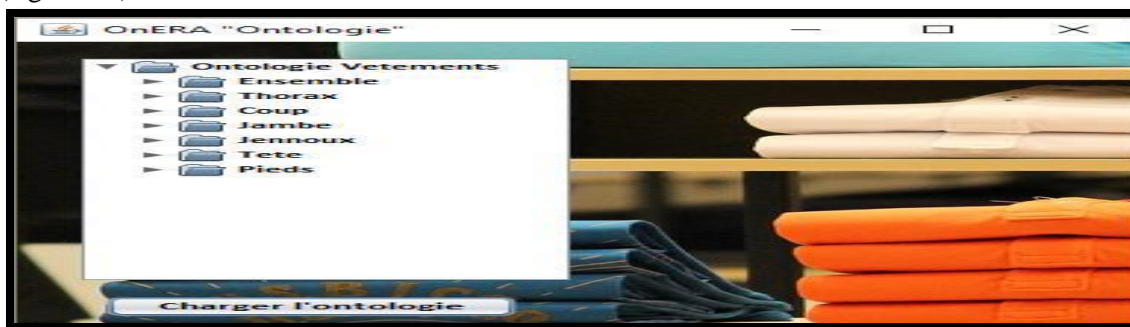 OnERA "Ontologie"
Ontologie Vetements
Ensemble
Thorax
Coup
Jambe
Jennoux
Tete
Pieds
Charger l'ontologie